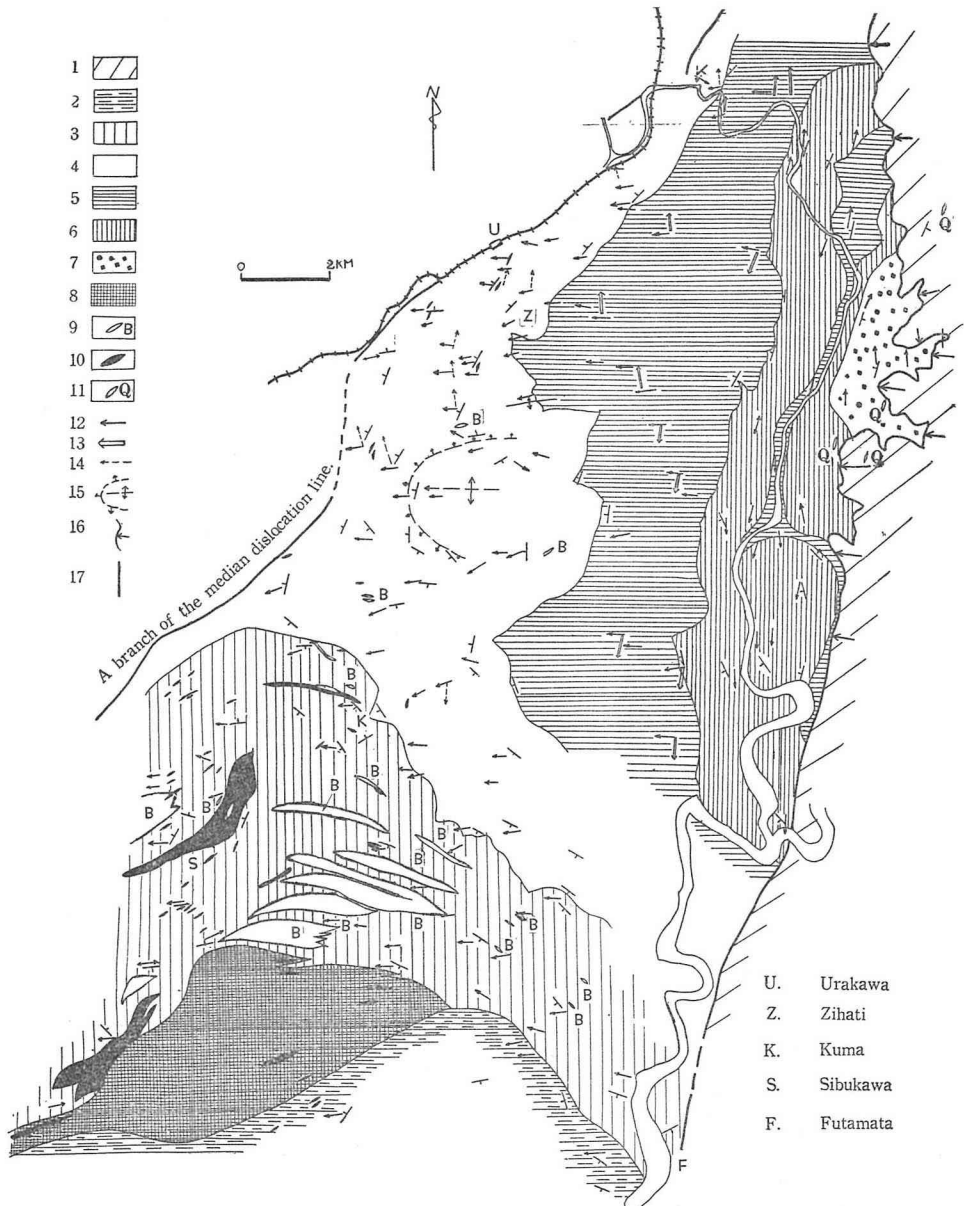 1
2
3
4
5
6
7
8
9 B
10
11 Q
12
13
14
15
16
17
N
0 2KM
K
U
Z
Q
B
Q
Q Q
B
A
B
A branch of the median dislocation line.
B
K
B
B
B
B
B
B
S
B
B
B
B
B
B
B
B
F
U. Urakawa
Z. Zihati
K. Kuma
S. Sibukawa
F. Futamata